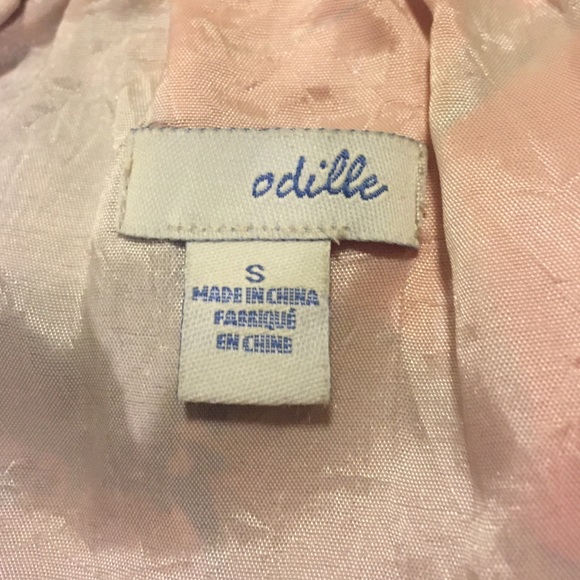 odille
S
MADE IN CHINA
FABRIQUÉ
EN CHINE